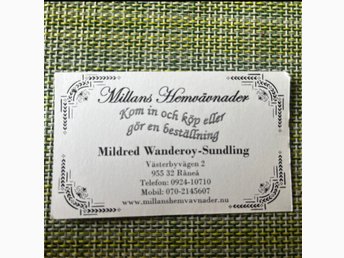 Millans Hemvävnader
Kom in och köp eller
gör en beställning
Mildred Wanderoy-Sundling
Västerbyvägen 2
955 32 Råneå
Telefon: 0924-10710
Mobil: 070-2145607
www.millanshemvavnader.nu